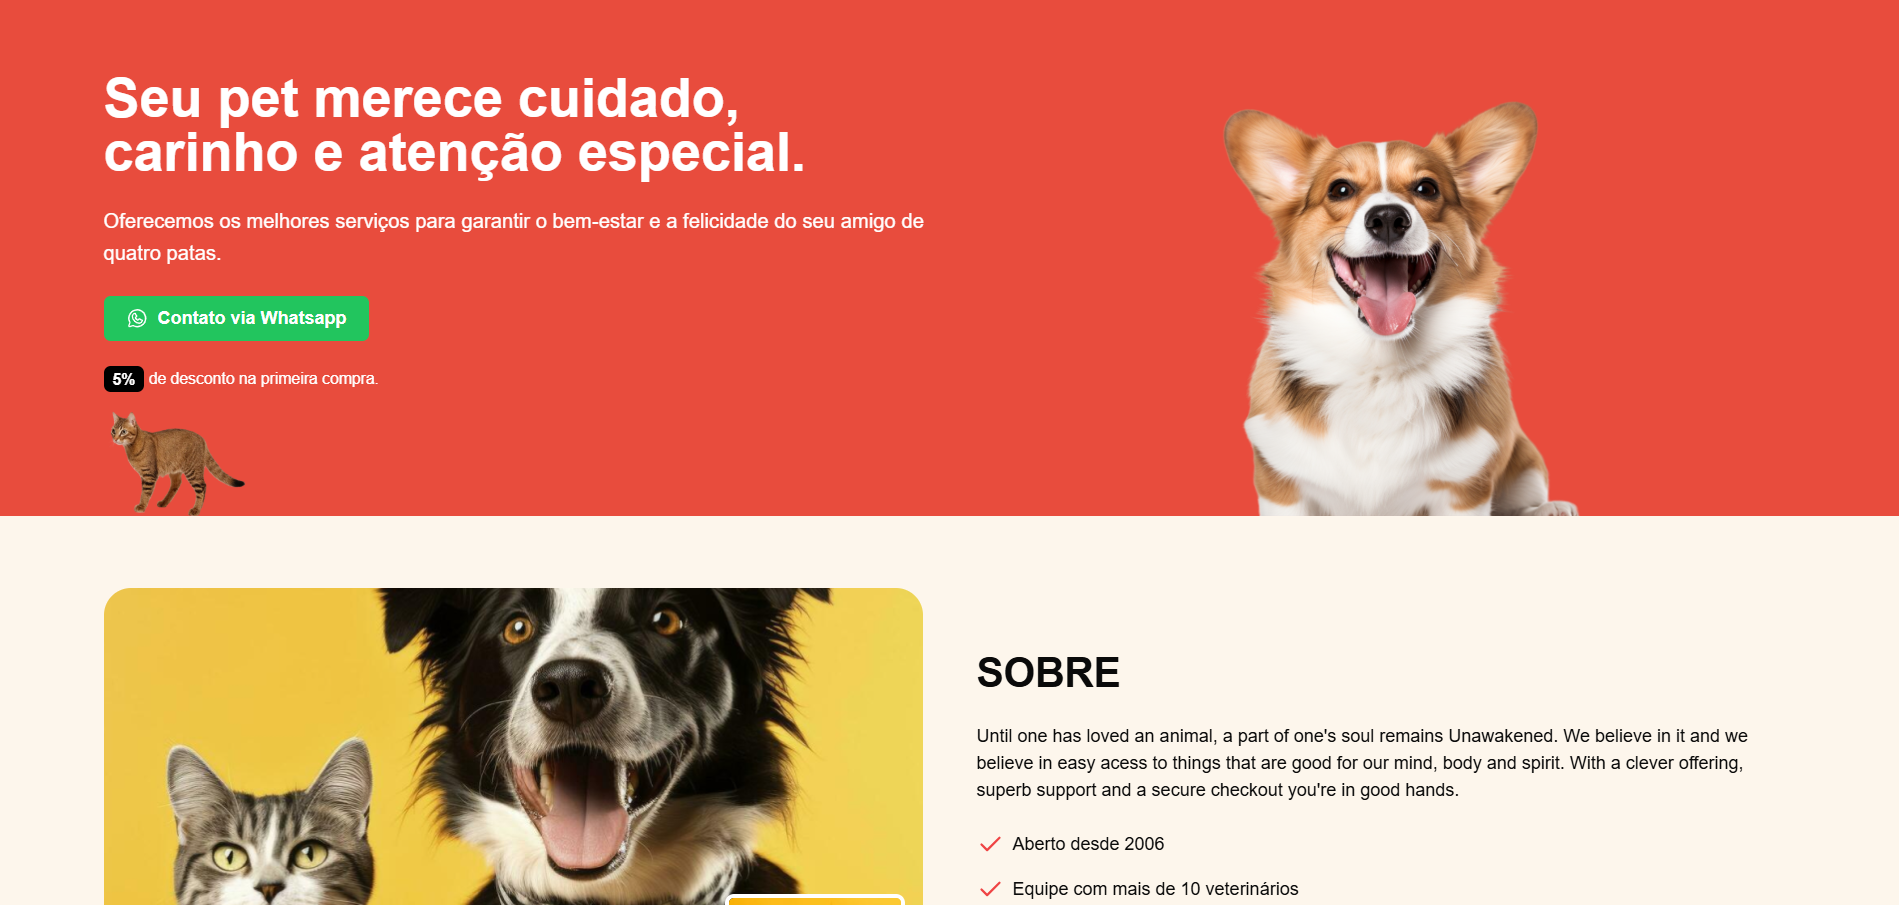 Seu pet merece cuidado,
carinho e atenção especial.
Oferecemos os melhores serviços para garantir o bem-estar e a felicidade do seu amigo de
quatro patas.
Contato via Whatsapp
5% de desconto na primeira compra.
SOBRE
Until one has loved an animal, a part of one's soul remains Unawakened. We believe in it and we
believe in easy acess to things that are good for our mind, body and spirit. With a clever offering,
superb support and a secure checkout you're in good hands.
Aberto desde 2006
Equipe com mais de 10 veterinários